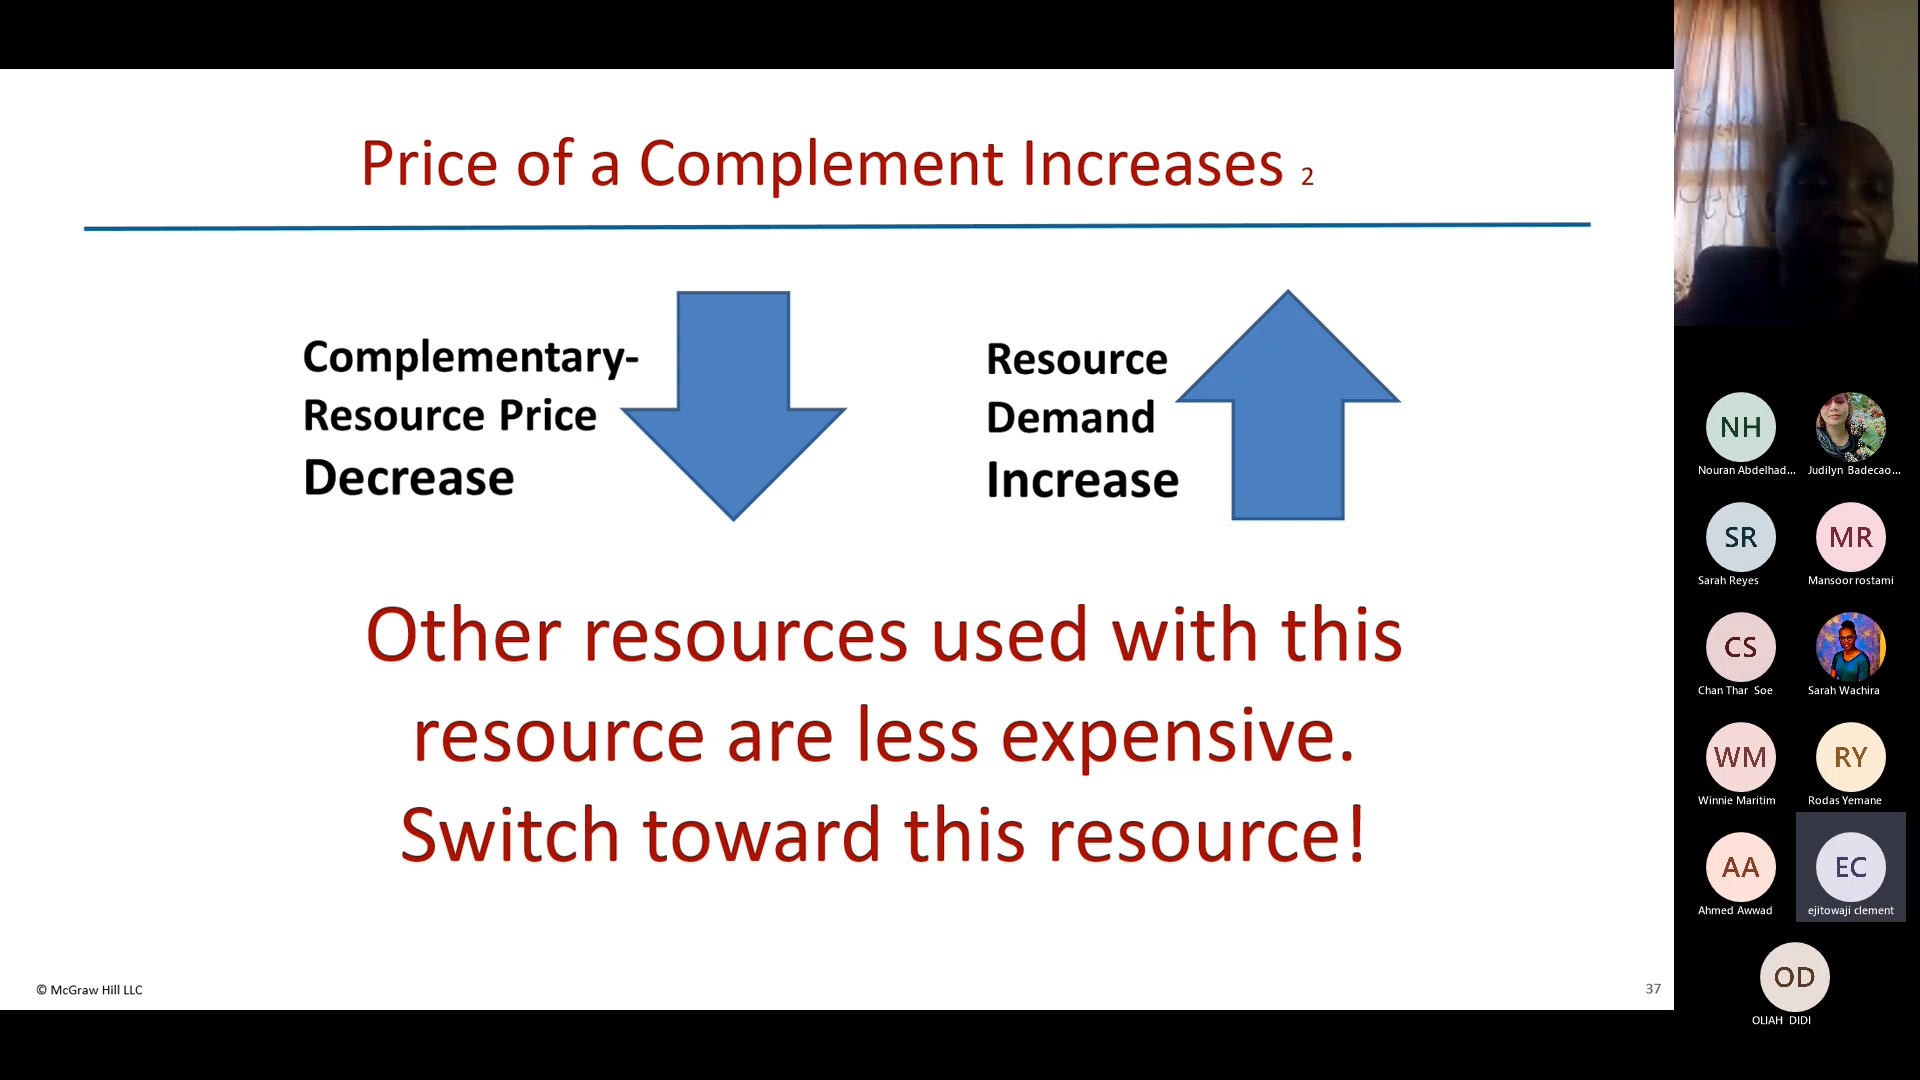 Price of a Complement Increases 2
Complementary-
Resource Price
Decrease
Resource
Demand
Increase
Other resources used with this
resource are less expensive.
Switch toward this resource!
© McGraw Hill LLC
37
NH
Nouran Abdelhad...
Judilyn Badecao...
SR
Sarah Reyes
MR
Mansoor rostami
CS
Chan Thar Soe
Sarah Wachira
WM
Winnie Maritim
RY
Rodas Yemane
AA
Ahmed Awwad
EC
ejitowaji clement
OD
OLIAH DIDI